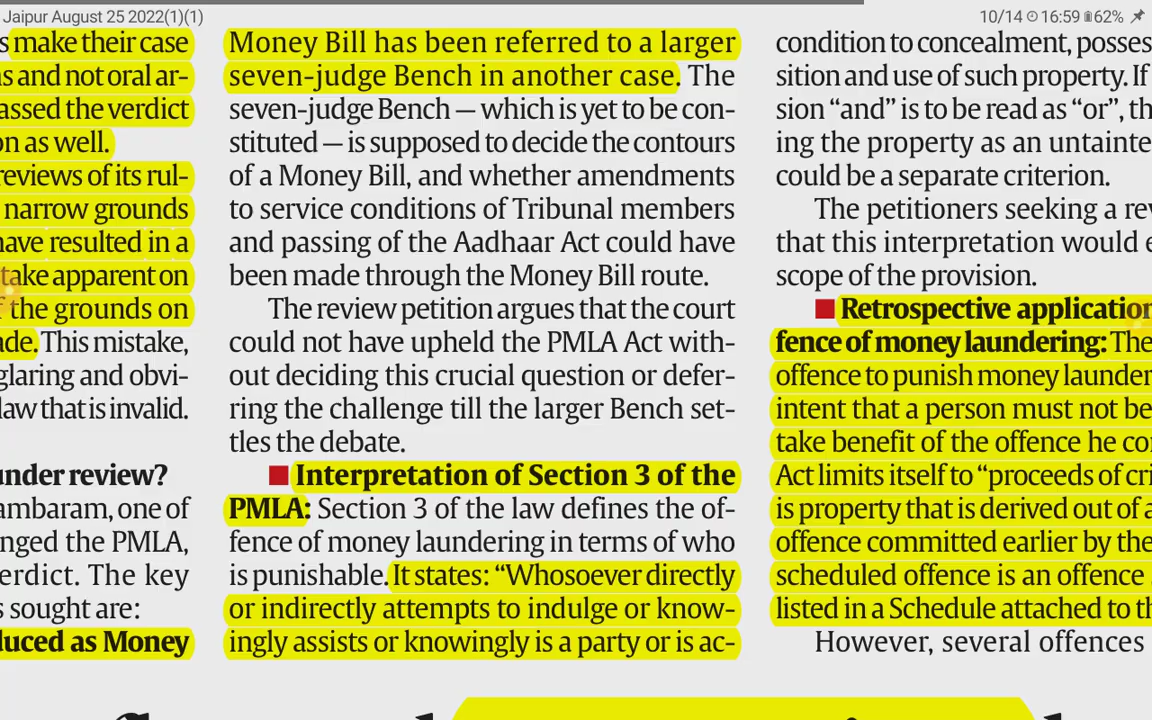 Jaipur August 25 2022(1)(1)
10/14 16:59 62%
s make their case
s and not oral ar-
assed the verdict
on as well.
reviews of its rul-
narrow grounds
have resulted in a
take apparent on
f the grounds on
ade. This mistake,
glaring and obvi-
law that is invalid.
under review?
ambaram, one of
nged the PMLA,
erdict. The key
s sought are:
duced as Money
Money Bill has been referred to a larger
seven-judge Bench in another case. The
seven-judge Bench — which is yet to be con-
stituted — is supposed to decide the contours
of a Money Bill, and whether amendments
to service conditions of Tribunal members
and passing of the Aadhaar Act could have
been made through the Money Bill route.
The review petition argues that the court
could not have upheld the PMLA Act with-
out deciding this crucial question or defer-
ring the challenge till the larger Bench set-
tles the debate.
Interpretation of Section 3 of the
PMLA: Section 3 of the law defines the of-
fence of money laundering in terms of who
is punishable. It states: “Whosoever directly
or indirectly attempts to indulge or know-
ingly assists or knowingly is a party or is ac-
condition to concealment, posses
sition and use of such property. If
sion “and” is to be read as “or”, th
ing the property as an untainte
could be a separate criterion.
The petitioners seeking a rev
that this interpretation would e
scope of the provision.
Retrospective application
fence of money laundering: The
offence to punish money launder
intent that a person must not be
take benefit of the offence he co
Act limits itself to “proceeds of cri
is property that is derived out of a
offence committed earlier by the
scheduled offence is an offence
listed in a Schedule attached to th
However, several offences